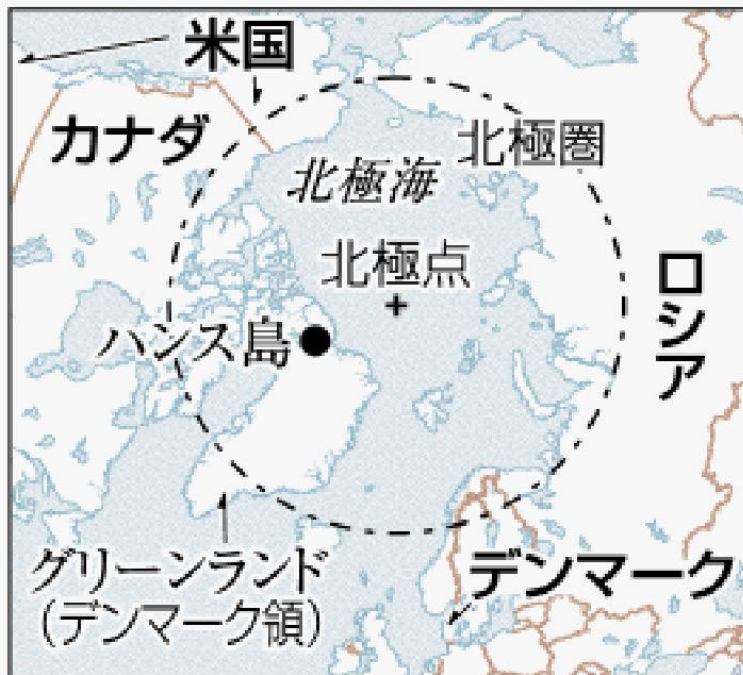 米国
カナダ
北極圏
北極海
北極点
ロシア
ハンス島
グリーンランド
(デンマーク領)
デンマーク